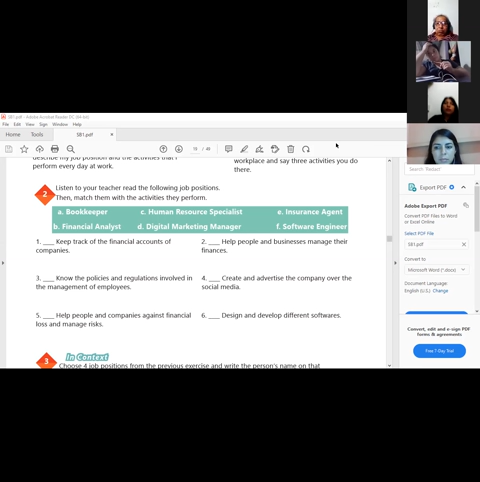 SB1.pdf - Adobe Acrobat Reader DC (64-bit)
File Edit View Sign Window Help
Home Tools SB1.pdf ×
/ 49
describe my job position and the activities that I
perform every day at work.
workplace and say three activities you do
there.
2 Listen to your teacher read the following job positions.
Then, match them with the activities they perform.
a. Bookkeeper c. Human Resource Specialist e. Insurance Agent
b. Financial Analyst d. Digital Marketing Manager f. Software Engineer
1. ___ Keep track of the financial accounts of
companies.
2. ___ Help people and businesses manage their
finances.
3. ___ Know the policies and regulations involved in
the management of employees.
4. ___ Create and advertise the company over the
social media.
5. ___ Help people and companies against financial
loss and manage risks.
6. ___ Design and develop different softwares.
3 In Context
Choose 4 job positions from the previous exercise and write the person's name on that
Search 'Redact'
Export PDF
Adobe Export PDF
Convert PDF Files to Word
or Excel Online
Select PDF File
SB1.pdf ×
Convert to
Microsoft Word (*.docx)
Document Language:
English (U.S.) Change
Convert, edit and e-sign PDF
forms & agreements
Free 7-Day Trial